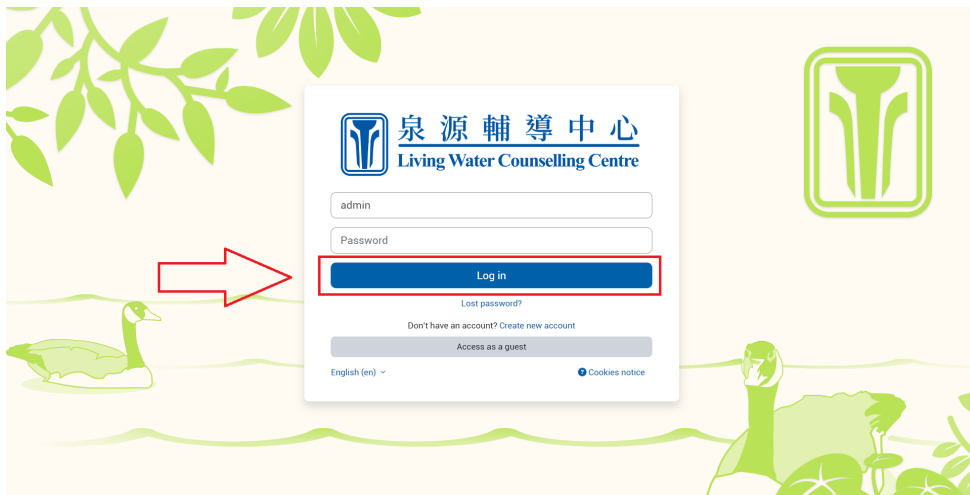 泉源輔導中心
Living Water Counselling Centre
admin
Password
Log in
Lost password?
Don't have an account? Create new account
Access as a guest
English (en)
Cookies notice